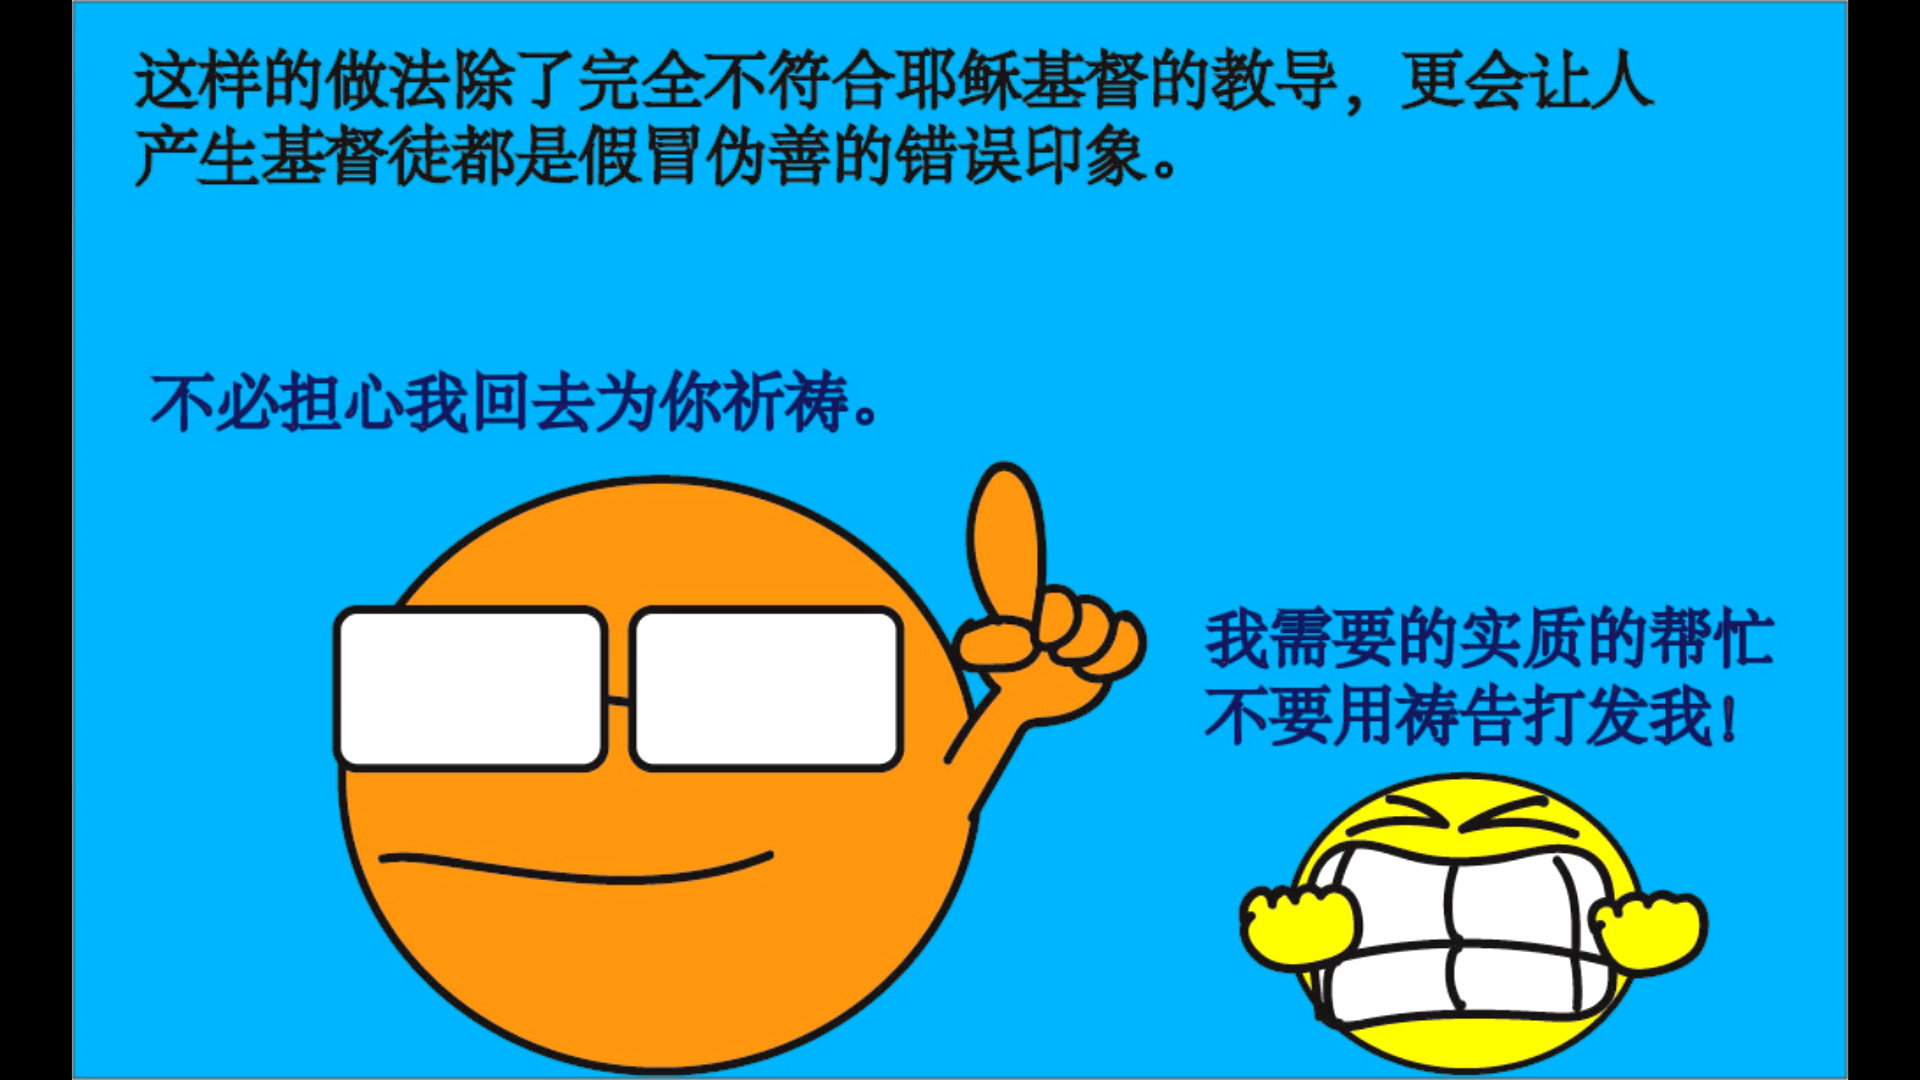 这样的做法除了完全不符合耶稣基督的教导，更会让人
产生基督徒都是假冒伪善的错误印象。
不必担心我回去为你祈祷。
我需要的实质的帮忙
不要用祷告打发我！